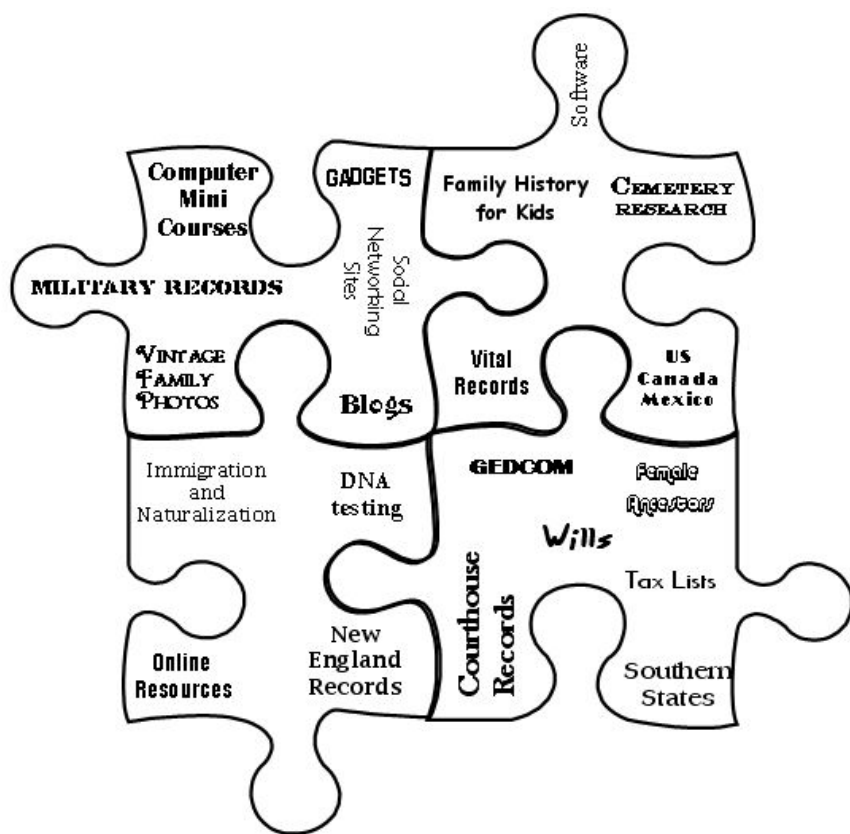 Software
Computer
Mini
Courses
GADGETS
Family History
for Kids
CEMETERY
RESEARCH
MILITARY RECORDS
Social
Networking
Sites
VINTAGE
FAMILY
PHOTOS
Blogs
Vital
Records
US
Canada
Mexico
Immigration
and
Naturalization
DNA
testing
GEDCOM
Female
Ancestors
Wills
Tax Lists
Courthouse
Records
Online
Resources
New
England
Records
Southern
States